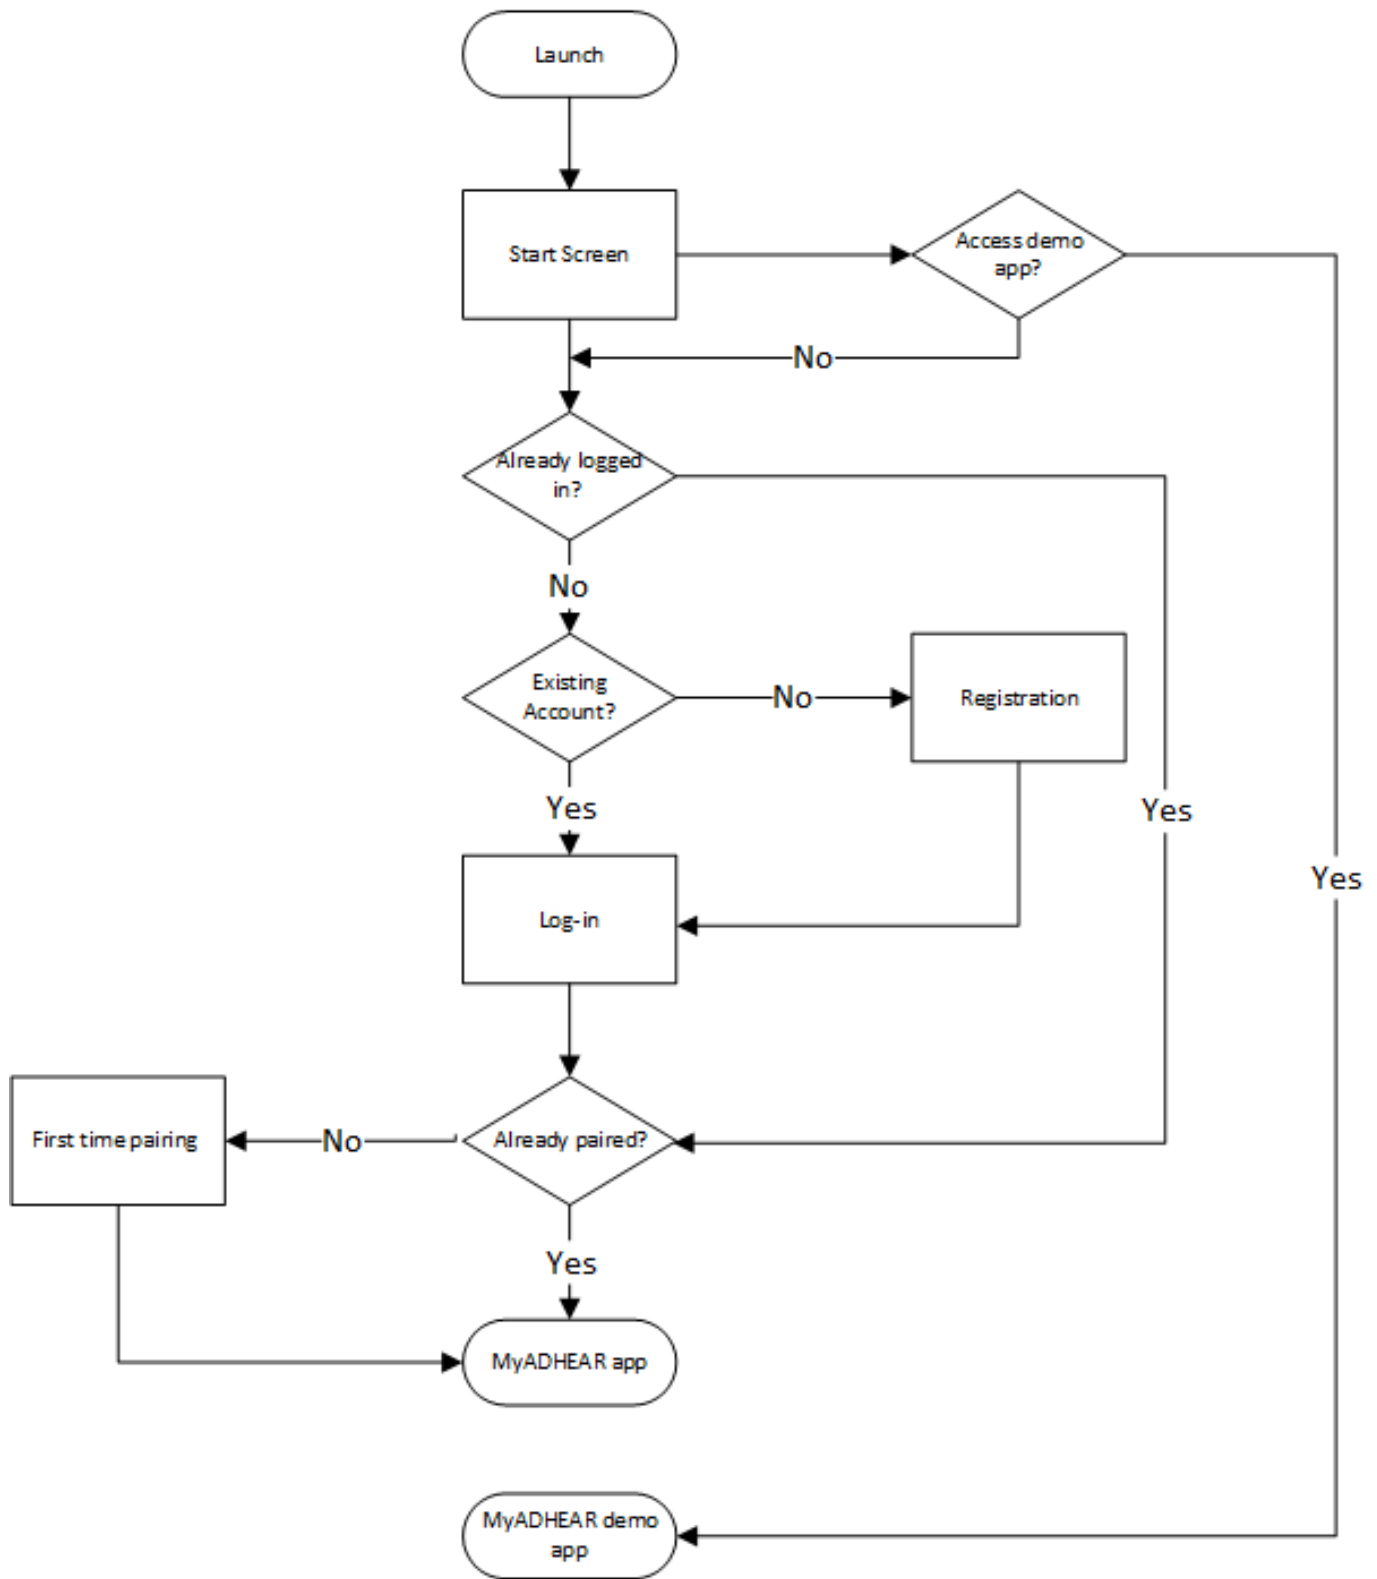 Launch
Start Screen
Access demo
app?
No
Already logged
in?
No
Existing
Account?
No
Registration
Yes
Yes
Yes
Log-in
First time pairing
No
Already paired?
Yes
MyADHEAR app
MyADHEAR demo
app